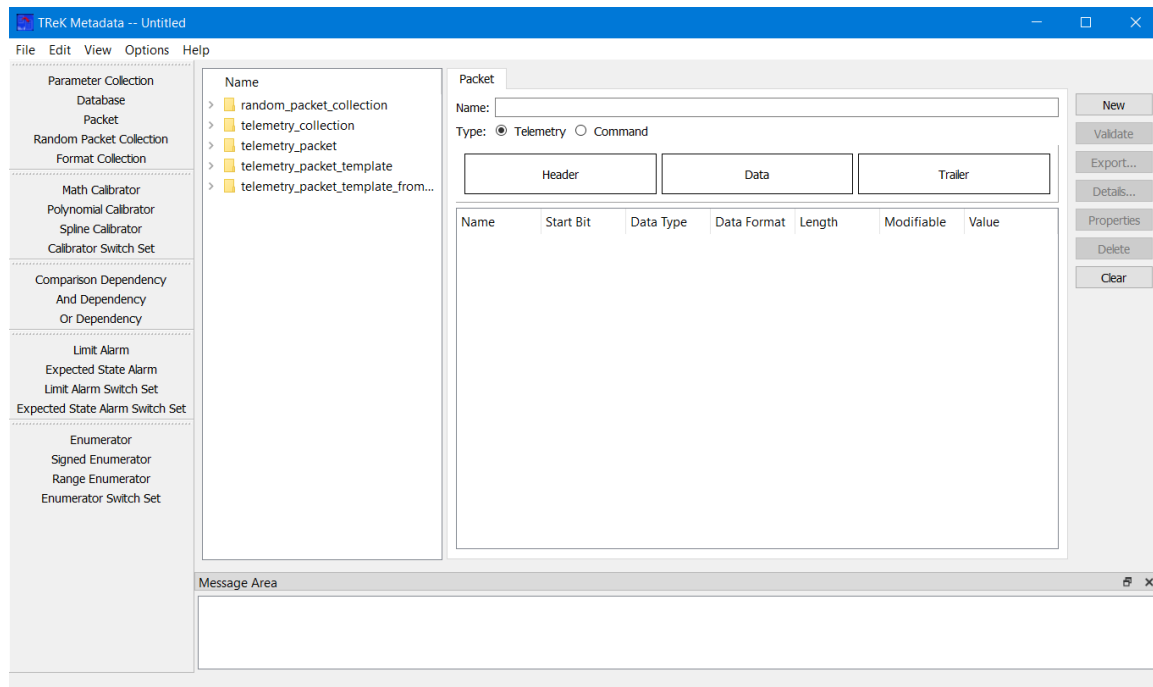 TReK Metadata -- Untitled
File Edit View Options Help
Parameter Collection
Database
Packet
Random Packet Collection
Format Collection
Math Calibrator
Polynomial Calibrator
Spline Calibrator
Calibrator Switch Set
Comparison Dependency
And Dependency
Or Dependency
Limit Alarm
Expected State Alarm
Limit Alarm Switch Set
Expected State Alarm Switch Set
Enumerator
Signed Enumerator
Range Enumerator
Enumerator Switch Set
Name
random_packet_collection
telemetry_collection
telemetry_packet
telemetry_packet_template
telemetry_packet_template_from...
Packet
Name:
Type: Telemetry Command
Header Data Trailer
Name Start Bit Data Type Data Format Length Modifiable Value
New
Validate
Export...
Details...
Properties
Delete
Clear
Message Area